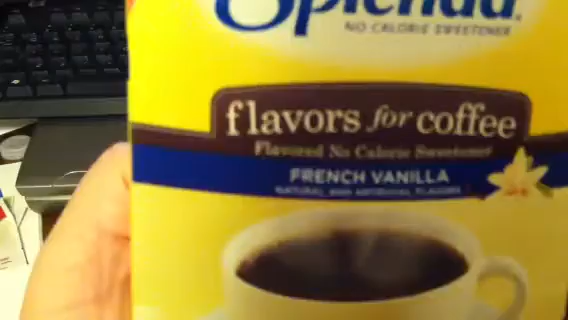 Splenda.
NO CALORIE SWEETENER
flavors for coffee
Flavored No Calorie Sweetener
FRENCH VANILLA
NATURAL AND ARTIFICIAL FLAVORS